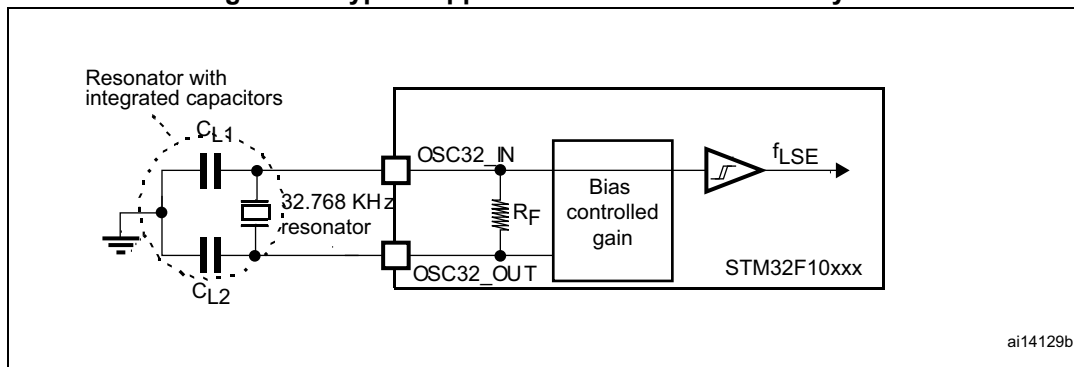 Resonator with
integrated capacitors
CL1
OSC32_IN
fLSE
32.768 KHz
resonator
RF
Bias
controlled
gain
OSC32_OUT
STM32F10xxx
CL2
ai14129b